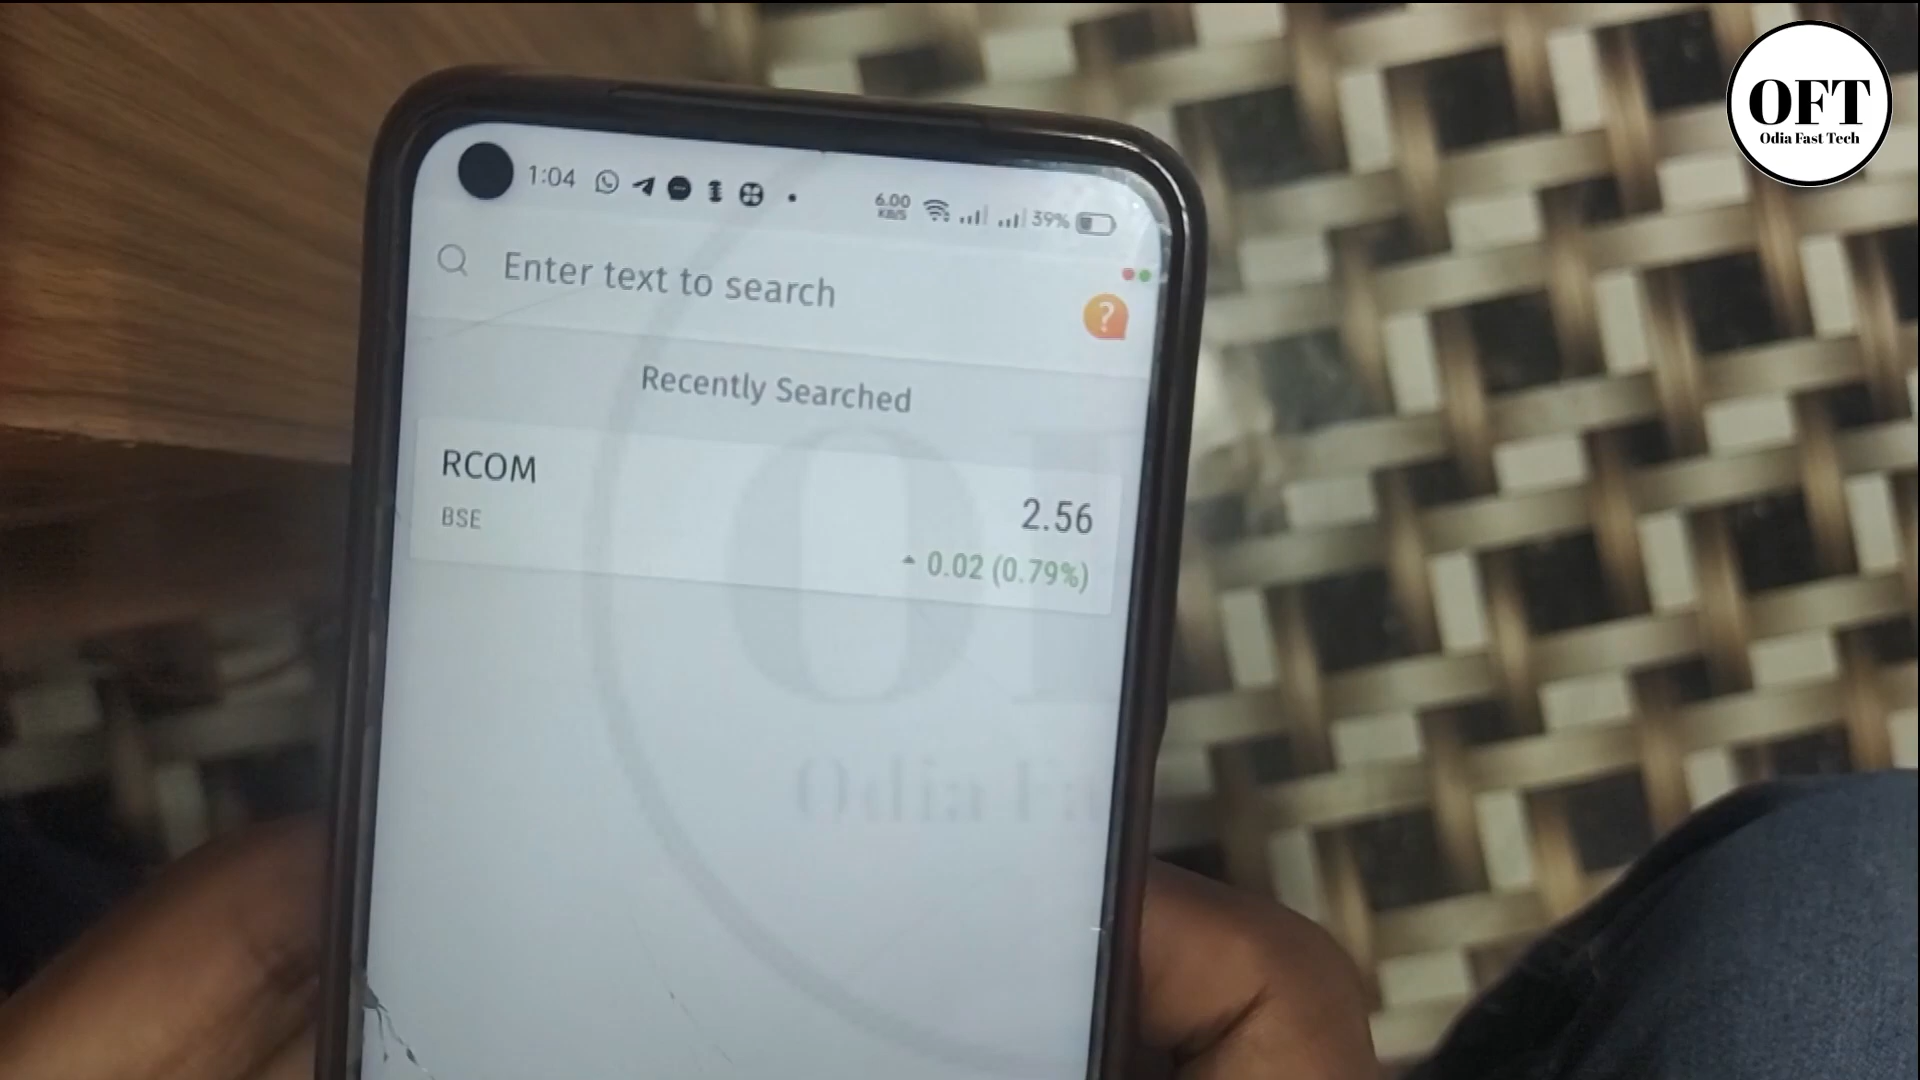 OFT
Odia Fast Tech
1:04
6.00
KB/S
39%
Enter text to search
?
Recently Searched
RCOM
2.56
BSE
0.02 (0.79%)